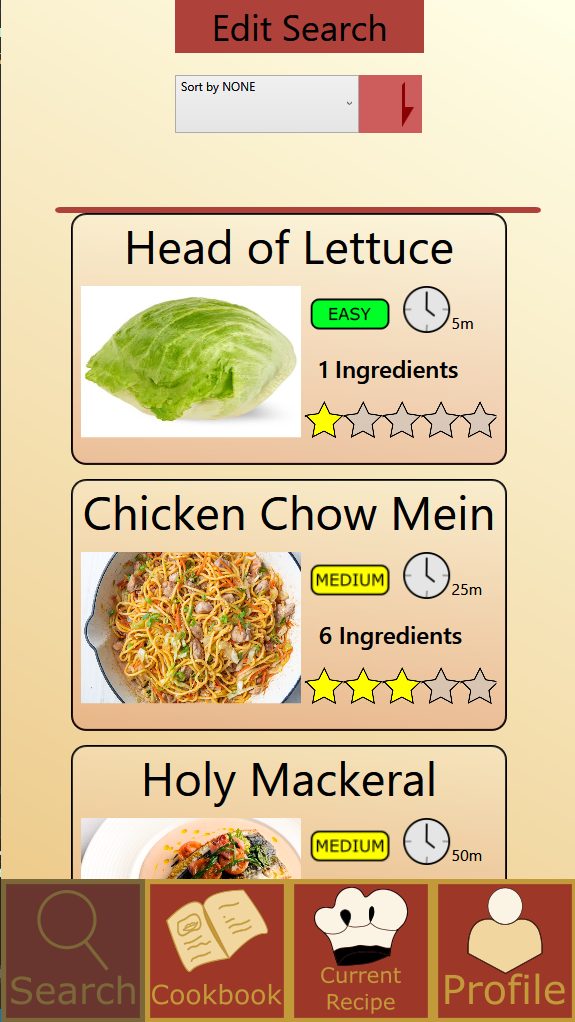 Edit Search
Sort by NONE
Head of Lettuce
EASY
5m
1 Ingredients
Chicken Chow Mein
MEDIUM
25m
6 Ingredients
Holy Mackeral
MEDIUM
50m
Search
Cookbook
Current
Recipe
Profile